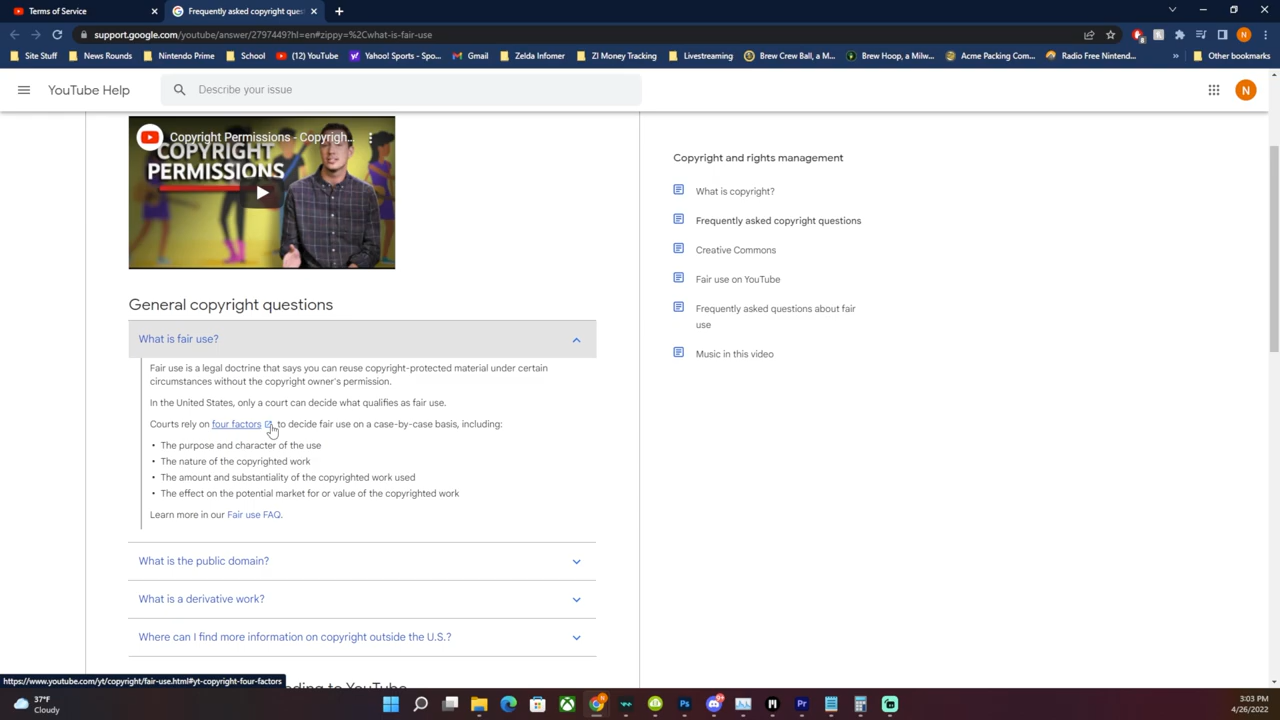 Terms of Service
Frequently asked copyright ques
support.google.com/youtube/answer/2797449?hl=en#zippy=%2Cwhat-is-fair-use
Site Stuff
News Rounds
Nintendo Prime
School
(12) YouTube
Yahoo! Sports - Spo...
Gmail
Zelda Infomer
ZI Money Tracking
Livestreaming
Brew Crew Ball, a M...
Brew Hoop, a Milw...
Acme Packing Com...
Radio Free Nintend...
»
Other bookmarks
YouTube Help
Describe your issue
N
Copyright Permissions - Copyrigh...
COPYRIGHT
PERMISSIONS
Copyright and rights management
What is copyright?
Frequently asked copyright questions
Creative Commons
Fair use on YouTube
Frequently asked questions about fair
use
Music in this video
General copyright questions
What is fair use?
Fair use is a legal doctrine that says you can reuse copyright-protected material under certain
circumstances without the copyright owner's permission.
In the United States, only a court can decide what qualifies as fair use.
Courts rely on four factors to decide fair use on a case-by-case basis, including:
• The purpose and character of the use
• The nature of the copyrighted work
• The amount and substantiality of the copyrighted work used
• The effect on the potential market for or value of the copyrighted work
Learn more in our Fair use FAQ.
What is the public domain?
What is a derivative work?
Where can I find more information on copyright outside the U.S.?
https://www.youtube.com/yt/copyright/fair-use.html#yt-copyright-four-factors
37°F
Cloudy
3:03 PM
4/26/2022